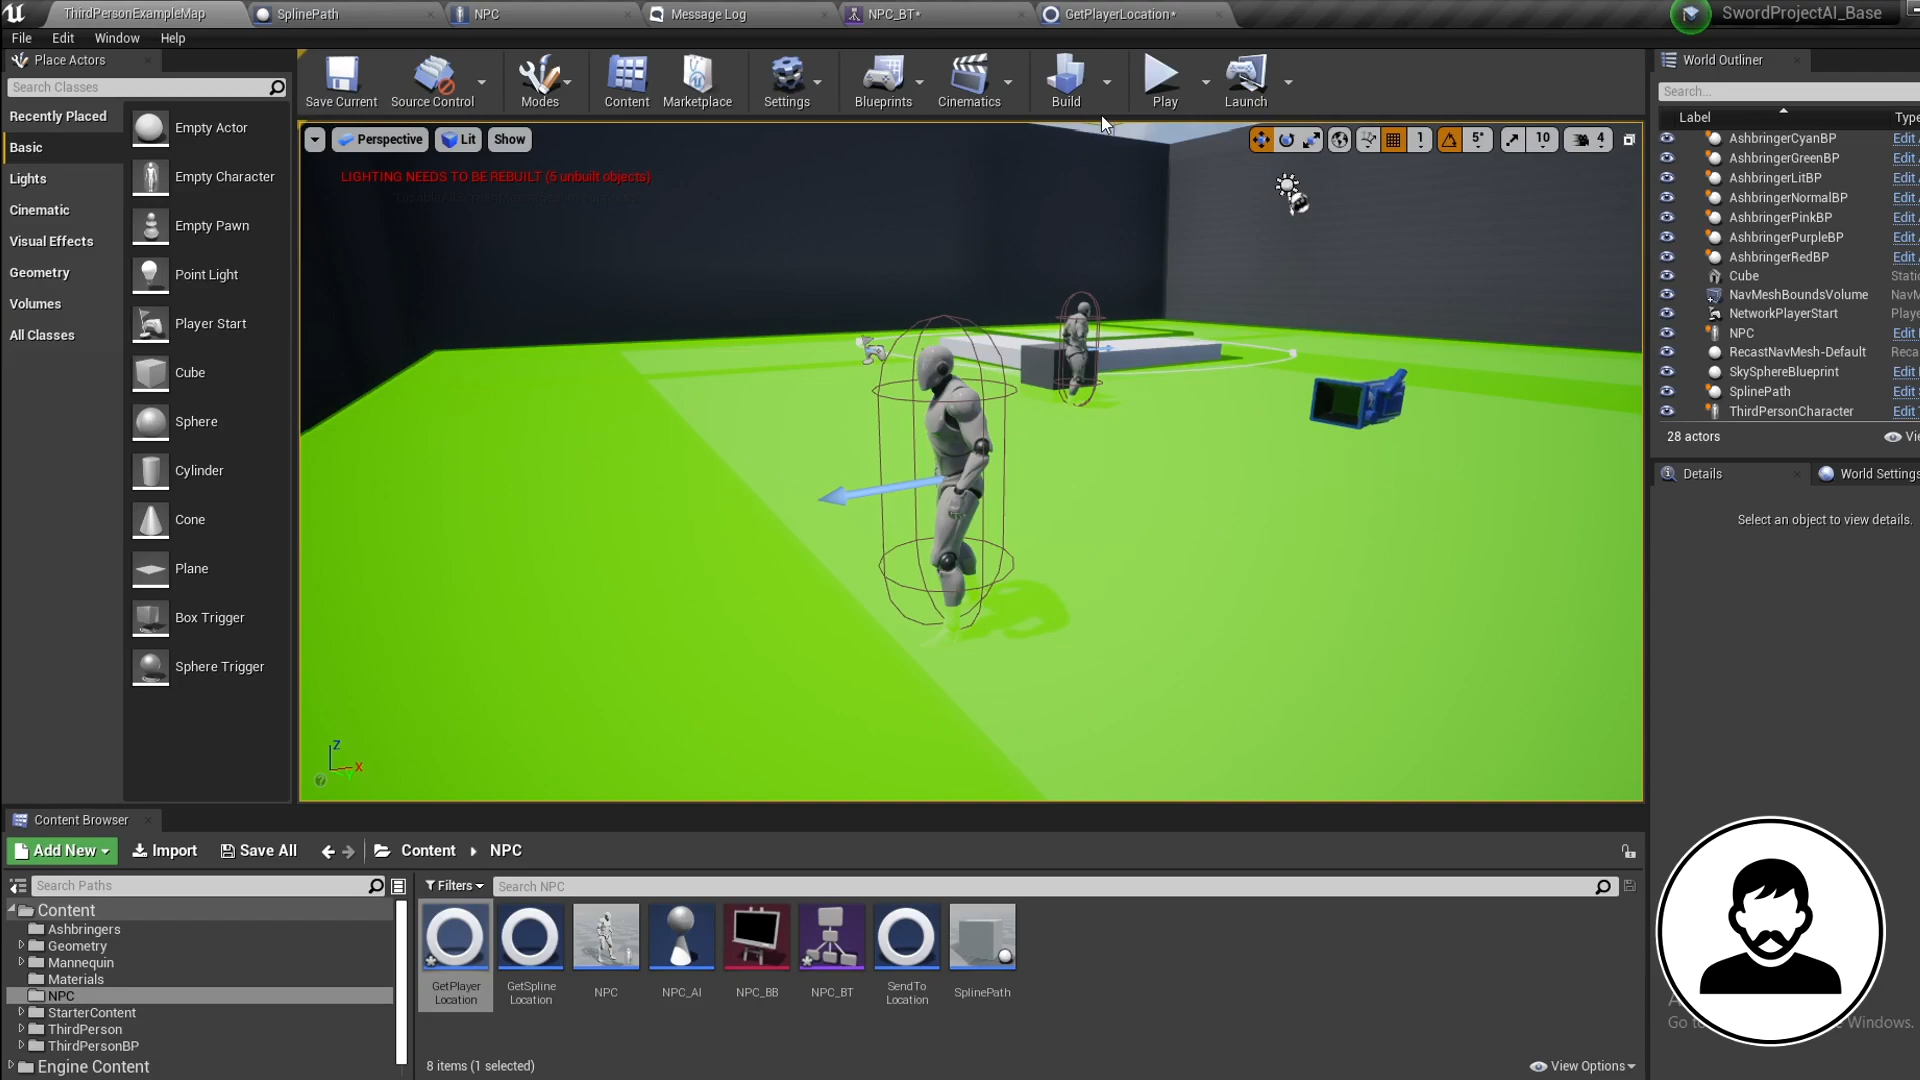 ThirdPersonExampleMap
SplinePath
NPC
Message Log
NPC_BT*
GetPlayerLocation*
SwordProjectAI_Base
File
Edit
Window
Help
Place Actors
Search Classes
Recently Placed
Basic
Lights
Cinematic
Visual Effects
Geometry
Volumes
All Classes
Empty Actor
Empty Character
Empty Pawn
Point Light
Player Start
Cube
Sphere
Cylinder
Cone
Plane
Box Trigger
Sphere Trigger
Save Current
Source Control
Modes
Content
Marketplace
Settings
Blueprints
Cinematics
Build
Play
Launch
Perspective
Lit
Show
1
5°
10
4
LIGHTING NEEDS TO BE REBUILT (5 unbuilt objects)
Z
X
World Outliner
Search...
Label
Type
AshbringerCyanBP Edit
AshbringerGreenBP Edit
AshbringerLitBP Edit
AshbringerNormalBP Edit
AshbringerPinkBP Edit
AshbringerPurpleBP Edit
AshbringerRedBP Edit
Cube Stati
NavMeshBoundsVolume NavM
NetworkPlayerStart Playe
NPC Edit
RecastNavMesh-Default Reca
SkySphereBlueprint Edit
SplinePath Edit
ThirdPersonCharacter Edit
28 actors
Details
World Settings
Select an object to view details.
Content Browser
Add New
Import
Save All
Content
NPC
Search Paths
Filters
Search NPC
Content
Ashbringers
Geometry
Mannequin
Materials
NPC
StarterContent
ThirdPerson
ThirdPersonBP
Engine Content
GetPlayer
Location
GetSpline
Location
NPC
NPC_AI
NPC_BB
NPC_BT
SendTo
Location
SplinePath
8 items (1 selected)
View Options
Windows.